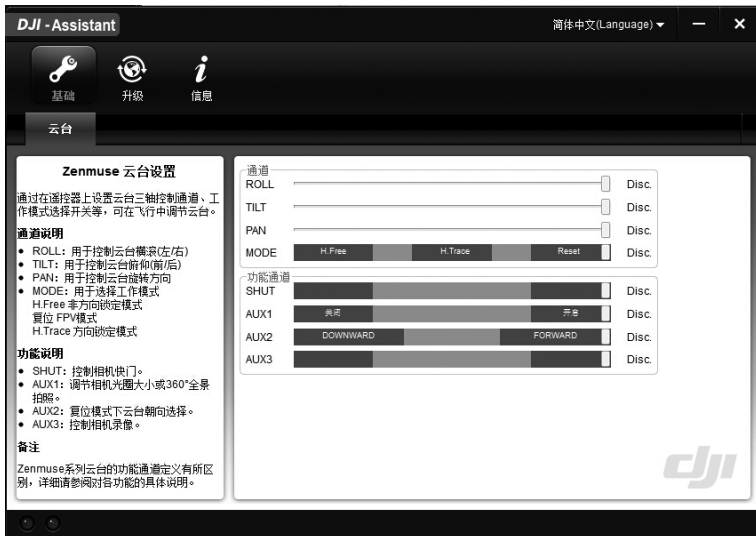 DJI - Assistant
简体中文(Language)
基础
升级
信息
云台
Zenmuse 云台设置
通过在遥控器上设置云台三轴控制通道、工
作模式选择开关等，可在飞行中调节云台。
通道说明
ROLL：用于控制云台横滚(左/右)
TILT：用于控制云台俯仰(前/后)
PAN：用于控制云台旋转方向
MODE：用于选择工作模式
H.Free 非方向锁定模式
复位 FPV模式
H.Trace 方向锁定模式
功能说明
SHUT：控制相机快门。
AUX1：调节相机光圈大小或360°全景
拍照。
AUX2：复位模式下云台朝向选择。
AUX3：控制相机录像。
备注
Zenmuse系列云台的功能通道定义有所区
别，详细请参阅对各功能的具体说明。
通道
ROLL Disc.
TILT Disc.
PAN Disc.
MODE H.Free H.Trace Reset Disc.
功能通道
SHUT Disc.
AUX1 关闭 开启 Disc.
AUX2 DOWNWARD FORWARD Disc.
AUX3 Disc.
dji